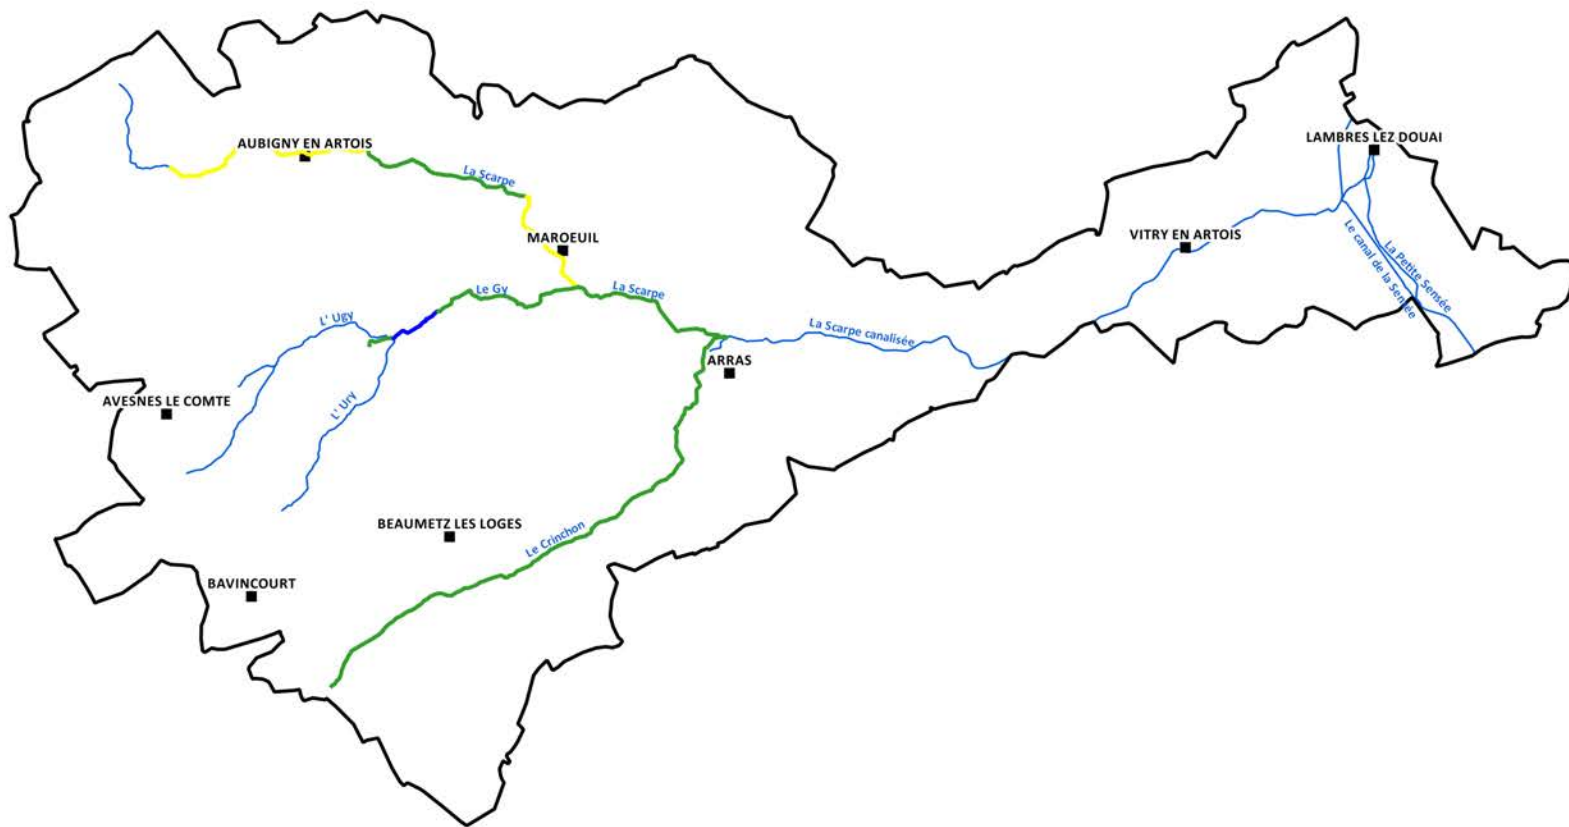 LAMBRES LEZ DOUAI
AUBIGNY EN ARTOIS
La Scarpe
VITRY EN ARTOIS
MAROEUIL
Le canal de la Sensée
La Petite Sensée
Le Gy
La Scarpe
L' Ugy
La Scarpe canalisée
ARRAS
AVESNES LE COMTE
L' Ury
BEAUMETZ LES LOGES
Le Crinchon
BAVINCOURT